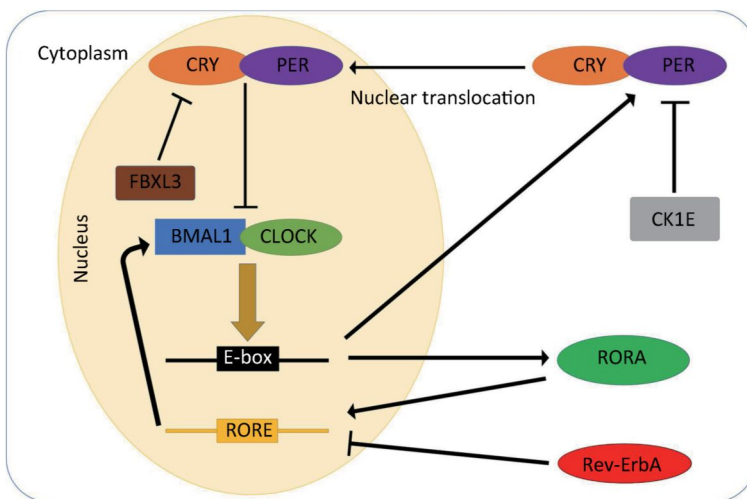 Cytoplasm
CRY
PER
CRY
PER
Nuclear translocation
FBXL3
CK1E
BMAL1
CLOCK
Nucleus
E-box
RORA
RORE
Rev-ErbA